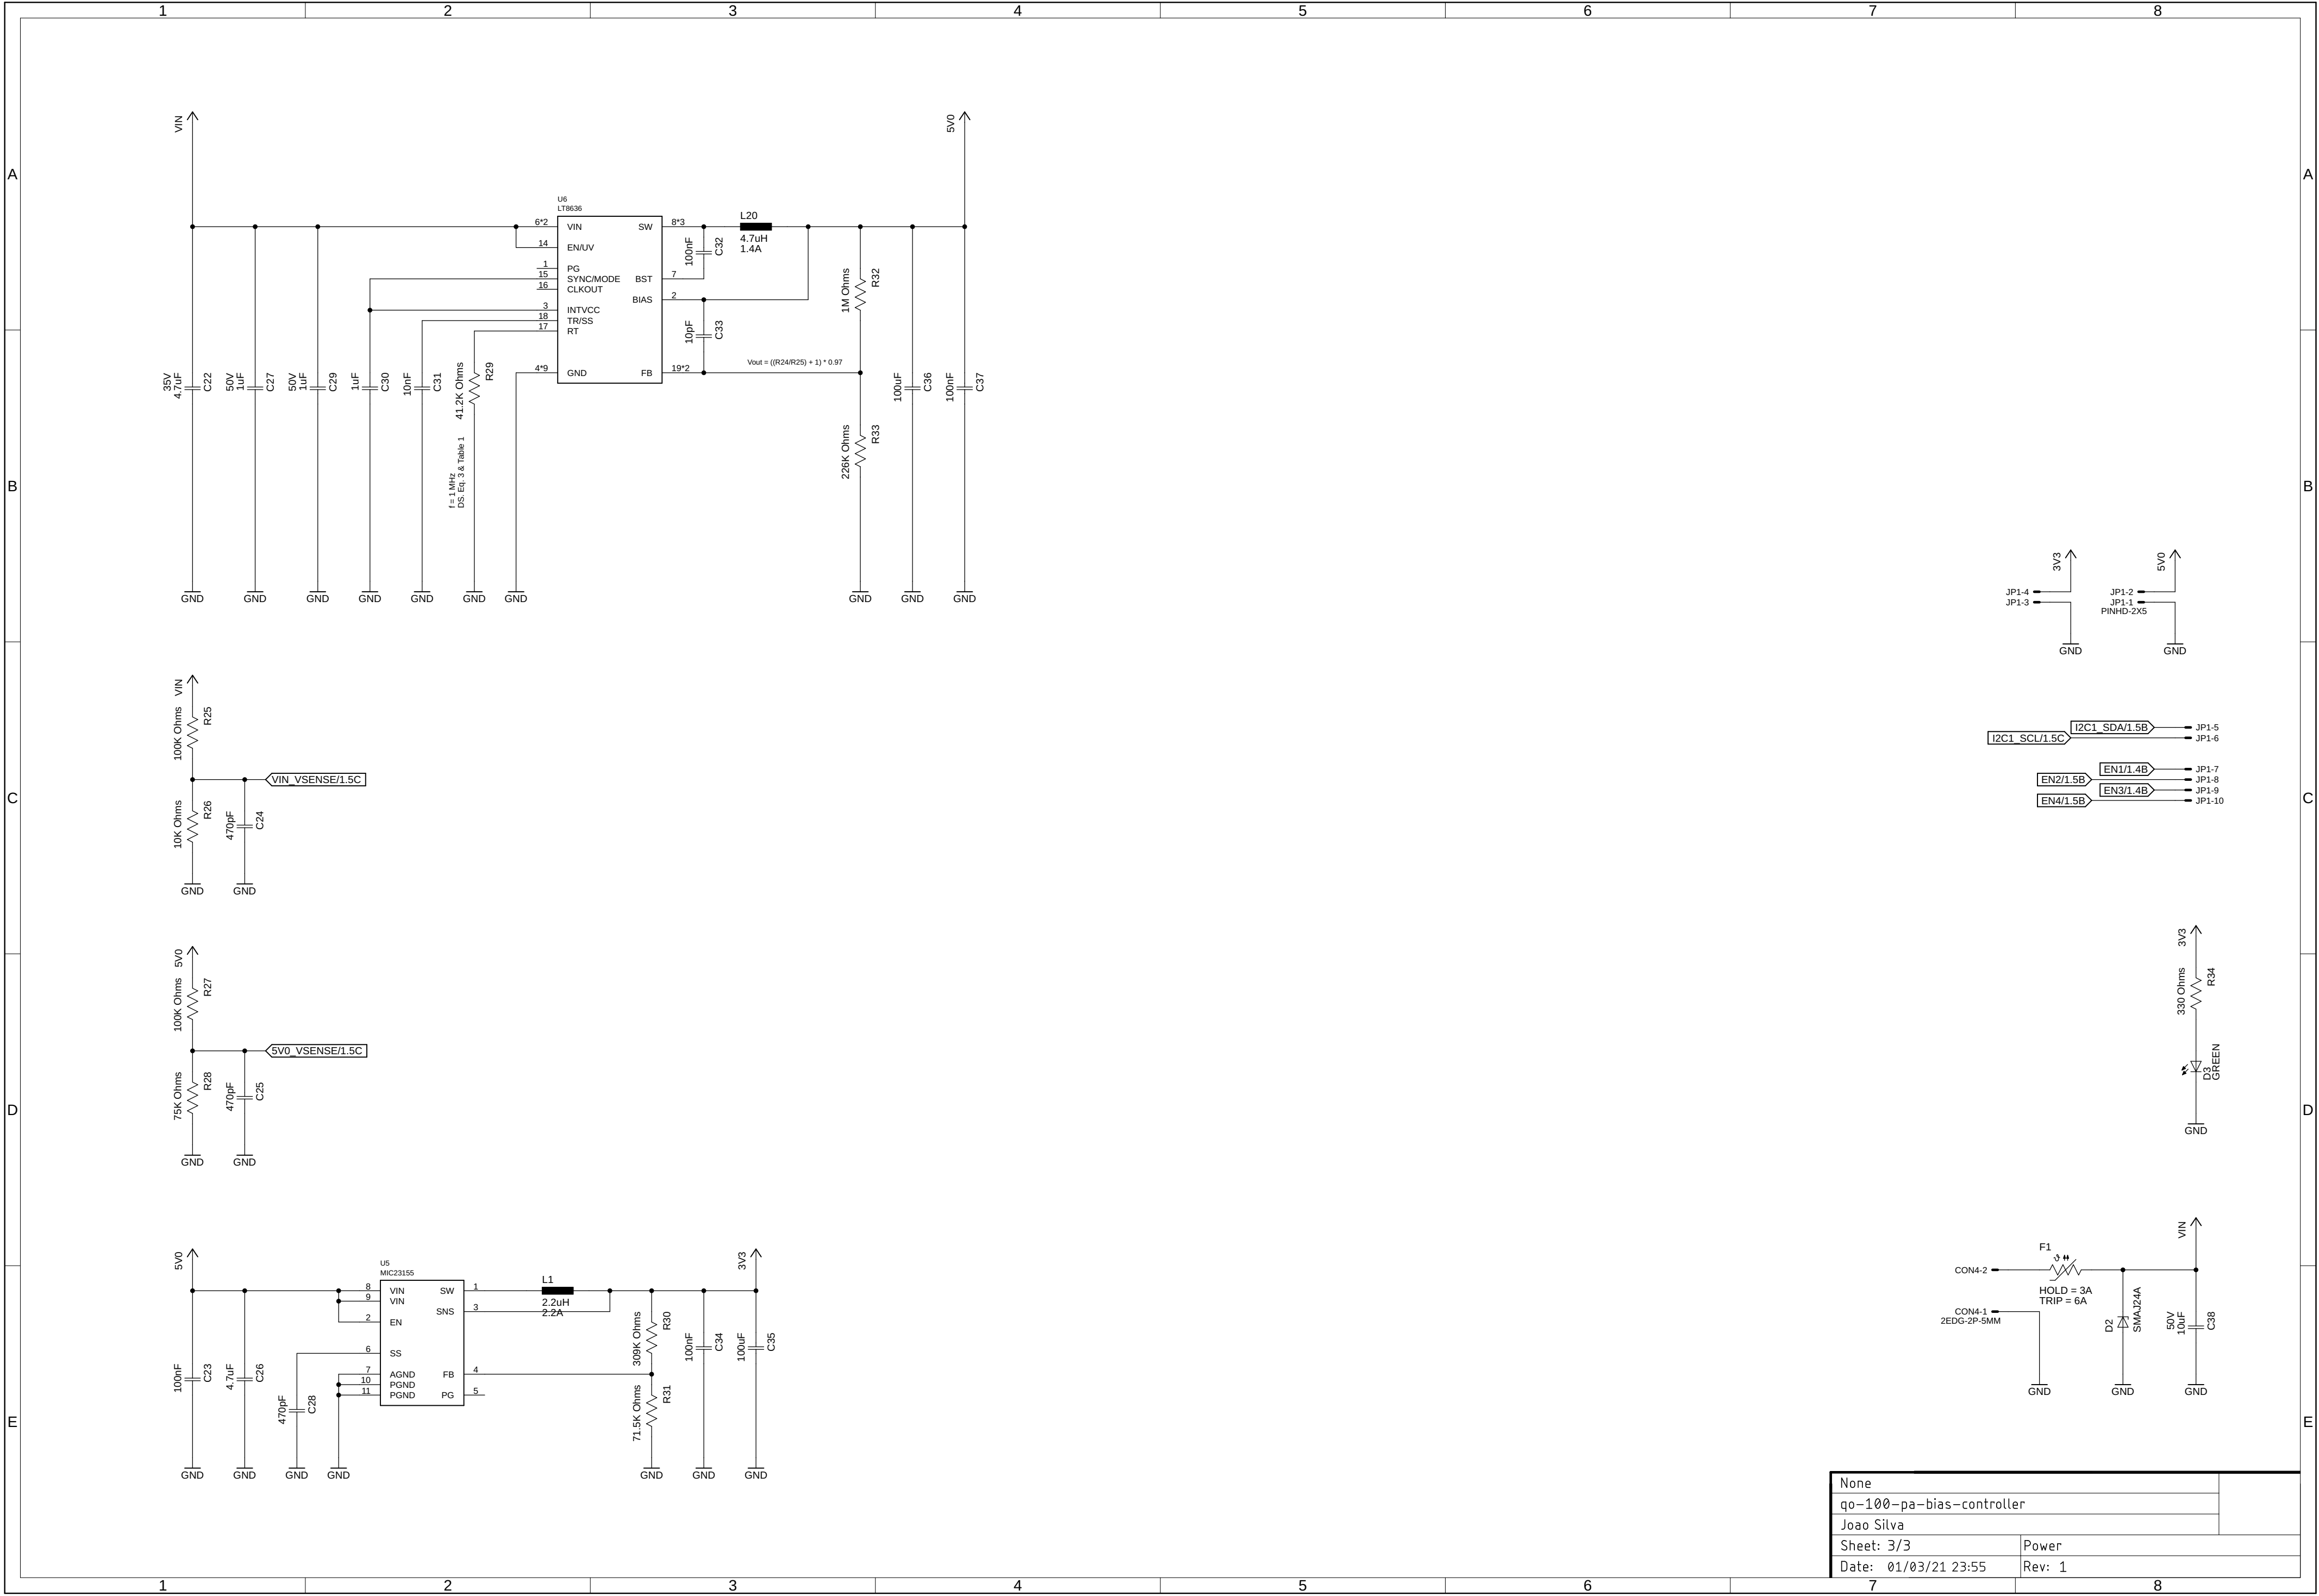 1 2 3 4 5 6 7 8
A A
B B
C C
D D
E E
VIN
5V0
U6
LT8636
6*2 VIN SW 8*3
14 EN/UV
1 PG
15 SYNC/MODE BST 7
16 CLKOUT
BIAS 2
3 INTVCC
18 TR/SS
17 RT
4*9 GND FB 19*2
L20
4.7uH
1.4A
100nF C32
10pF C33
1M Ohms R32
226K Ohms R33
Vout = ((R24/R25) + 1) * 0.97
35V
4.7uF C22
50V
1uF C27
50V
1uF C29
1uF C30
10nF C31
41.2K Ohms R29
f = 1 MHz
DS. Eq. 3 & Table 1
100uF C36
100nF C37
GND GND GND GND GND GND GND GND GND GND
3V3
5V0
JP1-4
JP1-3
JP1-2
JP1-1
PINHD-2X5
GND GND
VIN
100K Ohms R25
VIN_VSENSE/1.5C
10K Ohms R26
470pF C24
GND GND
I2C1_SDA/1.5B JP1-5
I2C1_SCL/1.5C JP1-6
EN1/1.4B JP1-7
EN2/1.5B JP1-8
EN3/1.4B JP1-9
EN4/1.5B JP1-10
5V0
100K Ohms R27
5V0_VSENSE/1.5C
75K Ohms R28
470pF C25
GND GND
3V3
330 Ohms R34
D3
GREEN
GND
5V0
3V3
U5
MIC23155
8 VIN SW 1
9 VIN
SNS 3
2 EN
6 SS
7 AGND FB 4
10 PGND
11 PGND PG 5
L1
2.2uH
2.2A
100nF C23
4.7uF C26
470pF C28
309K Ohms R30
71.5K Ohms R31
100nF C34
100uF C35
GND GND GND GND GND GND GND
VIN
F1
CON4-2
HOLD = 3A
TRIP = 6A
CON4-1
2EDG-2P-5MM
D2 SMAJ24A
50V
10uF C38
GND GND GND
None
qo-100-pa-bias-controller
Joao Silva
Sheet: 3/3 Power
Date: 01/03/21 23:55 Rev: 1
1 2 3 4 5 6 7 8